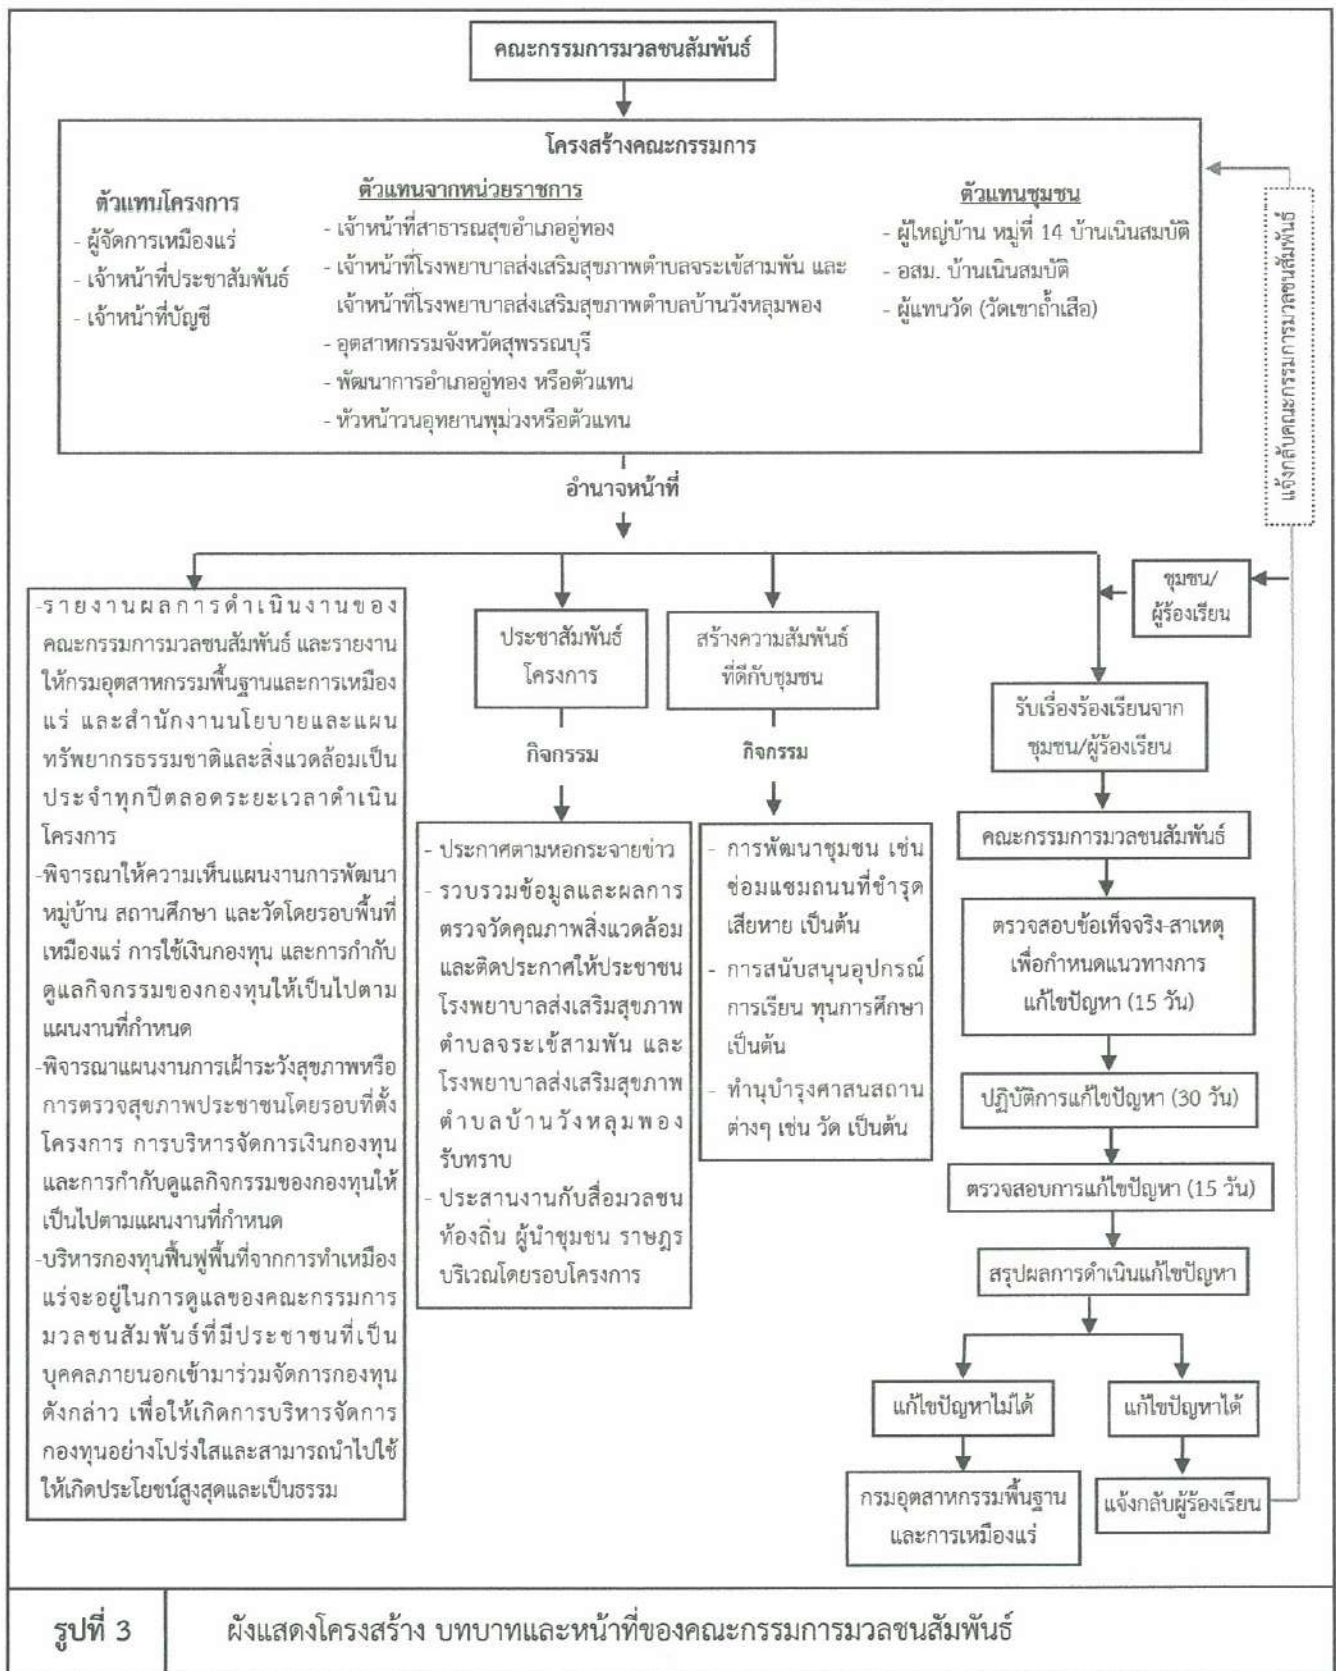 คณะกรรมการมวลชนสัมพันธ์
โครงสร้างคณะกรรมการ
ตัวแทนโครงการ
- ผู้จัดการเหมืองแร่
- เจ้าหน้าที่ประชาสัมพันธ์
- เจ้าหน้าที่บัญชี
ตัวแทนจากหน่วยราชการ
- เจ้าหน้าที่สาธารณสุขอำเภออู่ทอง
- เจ้าหน้าที่โรงพยาบาลส่งเสริมสุขภาพตำบลจระเข้สามพัน และ
เจ้าหน้าที่โรงพยาบาลส่งเสริมสุขภาพตำบลบ้านวังหลุมพอง
- อุตสาหกรรมจังหวัดสุพรรณบุรี
- พัฒนาการอำเภออู่ทอง หรือตัวแทน
- หัวหน้าวนอุทยานพุม่วงหรือตัวแทน
ตัวแทนชุมชน
- ผู้ใหญ่บ้าน หมู่ที่ 14 บ้านเนินสมบัติ
- อสม. บ้านเนินสมบัติ
- ผู้แทนวัด (วัดเขาถ้ำเสือ)
แจ้งกลับคณะกรรมการมวลชนสัมพันธ์
อำนาจหน้าที่
-รายงานผลการดำเนินงานของ
คณะกรรมการมวลชนสัมพันธ์ และรายงาน
ให้กรมอุตสาหกรรมพื้นฐานและการเหมือง
แร่ และสำนักงานนโยบายและแผน
ทรัพยากรธรรมชาติและสิ่งแวดล้อมเป็น
ประจำทุกปีตลอดระยะเวลาดำเนิน
โครงการ
-พิจารณาให้ความเห็นแผนงานการพัฒนา
หมู่บ้าน สถานศึกษา และวัดโดยรอบพื้นที่
เหมืองแร่ การใช้เงินกองทุน และการกำกับ
ดูแลกิจกรรมของกองทุนให้เป็นไปตาม
แผนงานที่กำหนด
-พิจารณาแผนงานการเฝ้าระวังสุขภาพหรือ
การตรวจสุขภาพประชาชนโดยรอบที่ตั้ง
โครงการ การบริหารจัดการเงินกองทุน
และการกำกับดูแลกิจกรรมของกองทุนให้
เป็นไปตามแผนงานที่กำหนด
-บริหารกองทุนฟื้นฟูพื้นที่จากการทำเหมือง
แร่จะอยู่ในการดูแลของคณะกรรมการ
มวลชนสัมพันธ์ที่มีประชาชนที่เป็น
บุคคลภายนอกเข้ามาร่วมจัดการกองทุน
ดังกล่าว เพื่อให้เกิดการบริหารจัดการ
กองทุนอย่างโปร่งใสและสามารถนำไปใช้
ให้เกิดประโยชน์สูงสุดและเป็นธรรม
ประชาสัมพันธ์
โครงการ
กิจกรรม
- ประกาศตามหอกระจายข่าว
- รวบรวมข้อมูลและผลการ
ตรวจวัดคุณภาพสิ่งแวดล้อม
และติดประกาศให้ประชาชน
โรงพยาบาลส่งเสริมสุขภาพ
ตำบลจระเข้สามพัน และ
โรงพยาบาลส่งเสริมสุขภาพ
ตำบลบ้านวังหลุมพอง
รับทราบ
- ประสานงานกับสื่อมวลชน
ท้องถิ่น ผู้นำชุมชน ราษฎร
บริเวณโดยรอบโครงการ
สร้างความสัมพันธ์
ที่ดีกับชุมชน
กิจกรรม
- การพัฒนาชุมชน เช่น
ซ่อมแซมถนนที่ชำรุด
เสียหาย เป็นต้น
- การสนับสนุนอุปกรณ์
การเรียน ทุนการศึกษา
เป็นต้น
- ทำนุบำรุงศาสนสถาน
ต่างๆ เช่น วัด เป็นต้น
ชุมชน/
ผู้ร้องเรียน
รับเรื่องร้องเรียนจาก
ชุมชน/ผู้ร้องเรียน
คณะกรรมการมวลชนสัมพันธ์
ตรวจสอบข้อเท็จจริง-สาเหตุ
เพื่อกำหนดแนวทางการ
แก้ไขปัญหา (15 วัน)
ปฏิบัติการแก้ไขปัญหา (30 วัน)
ตรวจสอบการแก้ไขปัญหา (15 วัน)
สรุปผลการดำเนินแก้ไขปัญหา
แก้ไขปัญหาไม่ได้
แก้ไขปัญหาได้
กรมอุตสาหกรรมพื้นฐาน
และการเหมืองแร่
แจ้งกลับผู้ร้องเรียน
รูปที่ 3
ผังแสดงโครงสร้าง บทบาทและหน้าที่ของคณะกรรมการมวลชนสัมพันธ์